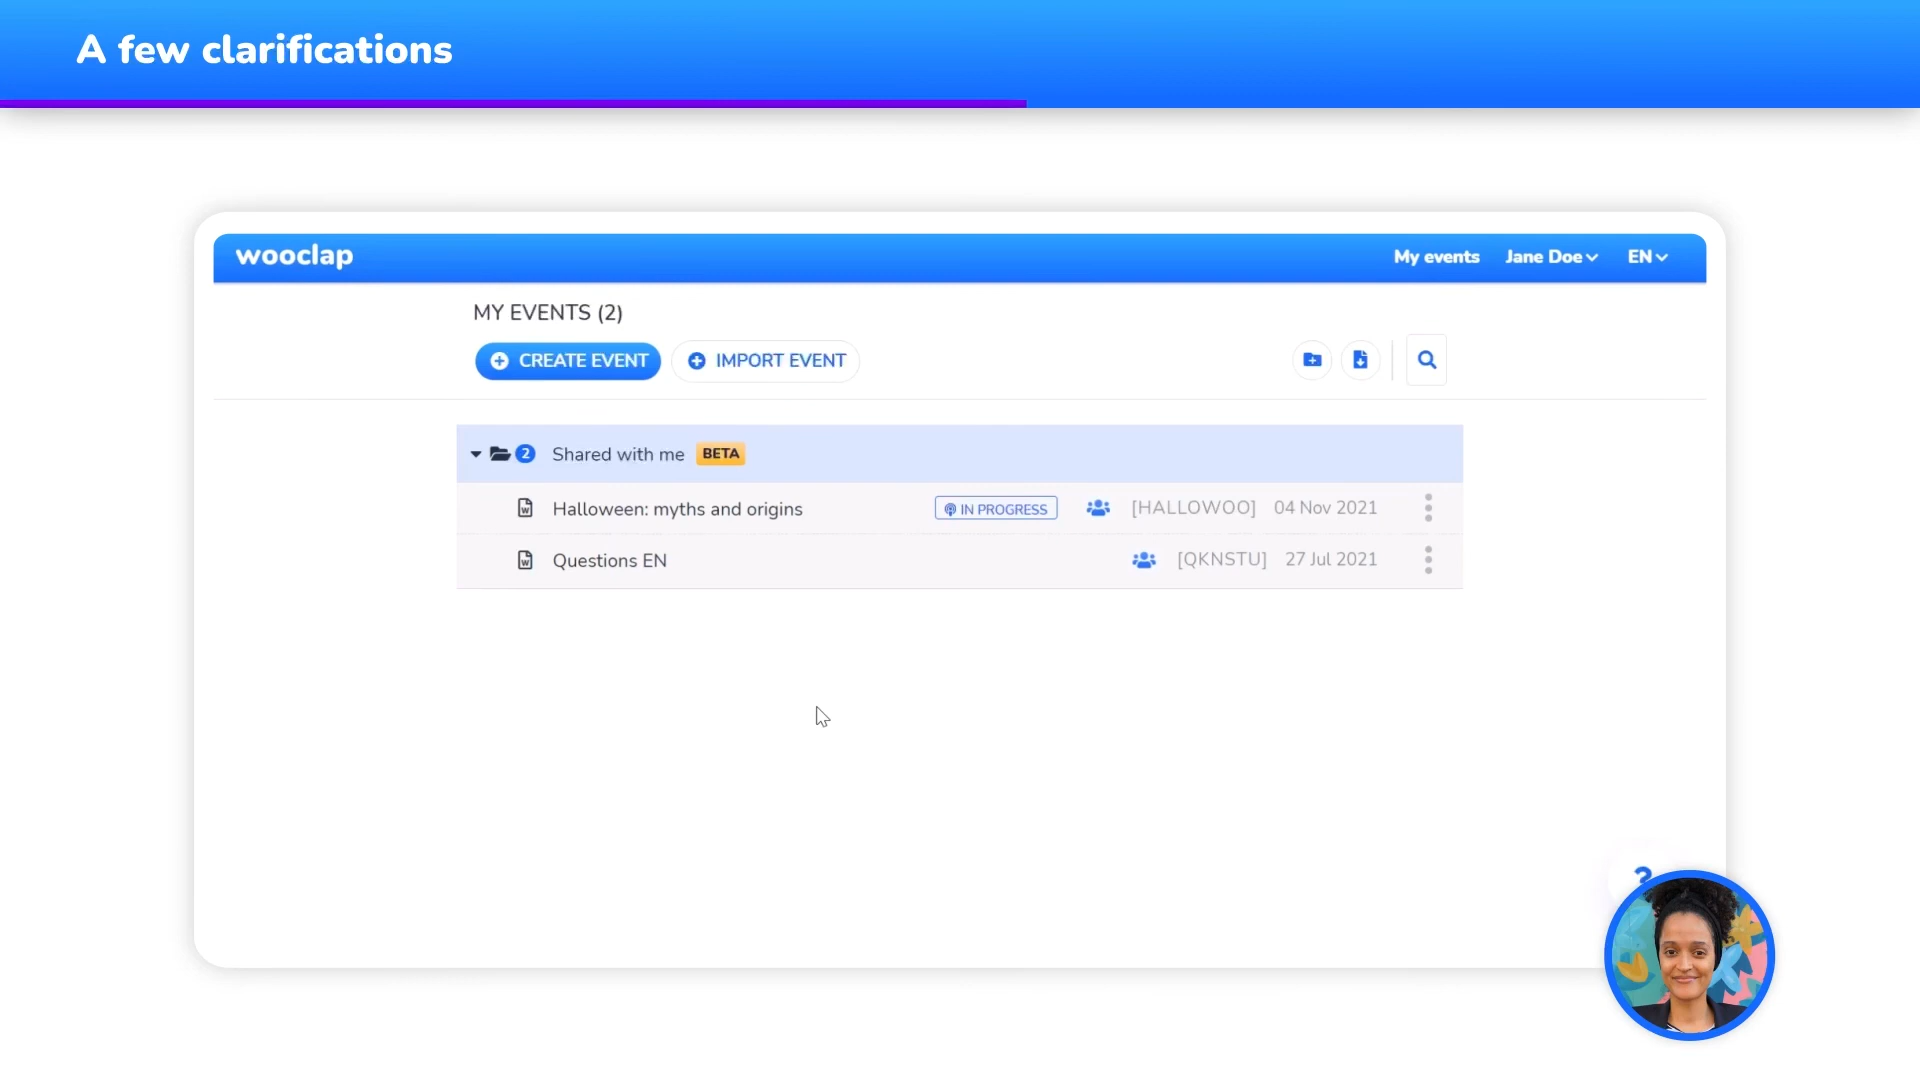 A few clarifications
wooclap
My events Jane Doe EN
MY EVENTS (2)
CREATE EVENT IMPORT EVENT
2 Shared with me BETA
Halloween: myths and origins IN PROGRESS [HALLOWOO] 04 Nov 2021
Questions EN [QKNSTU] 27 Jul 2021
?